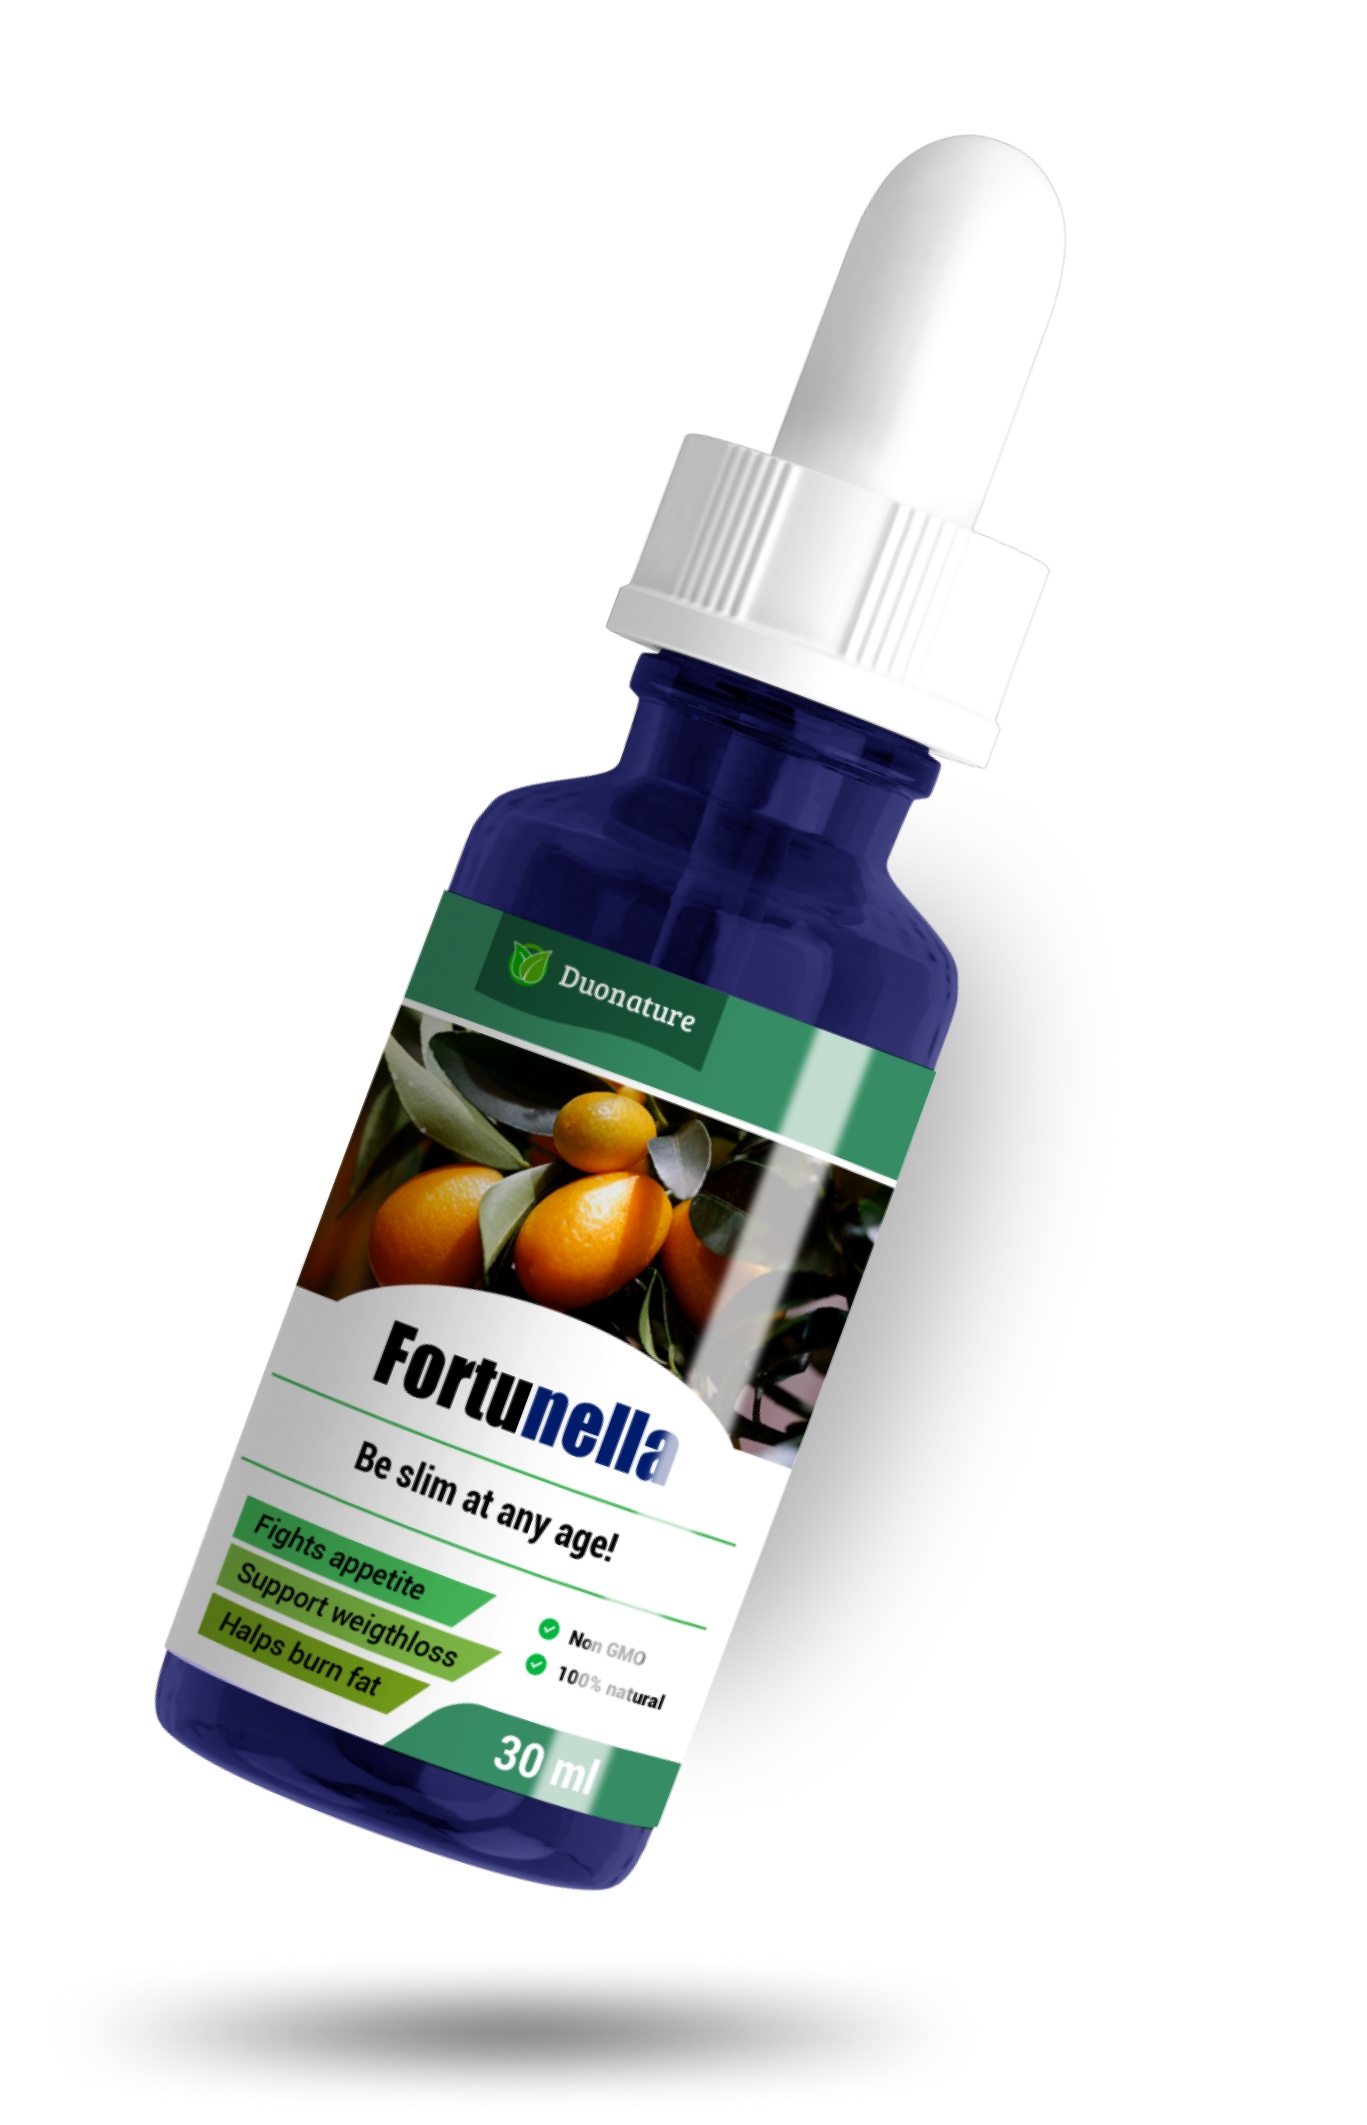 Duonature
Fortunella
Be slim at any age!
Fights appetite
Support weigthloss
Halps burn fat
Non GMO
100% natural
30 ml